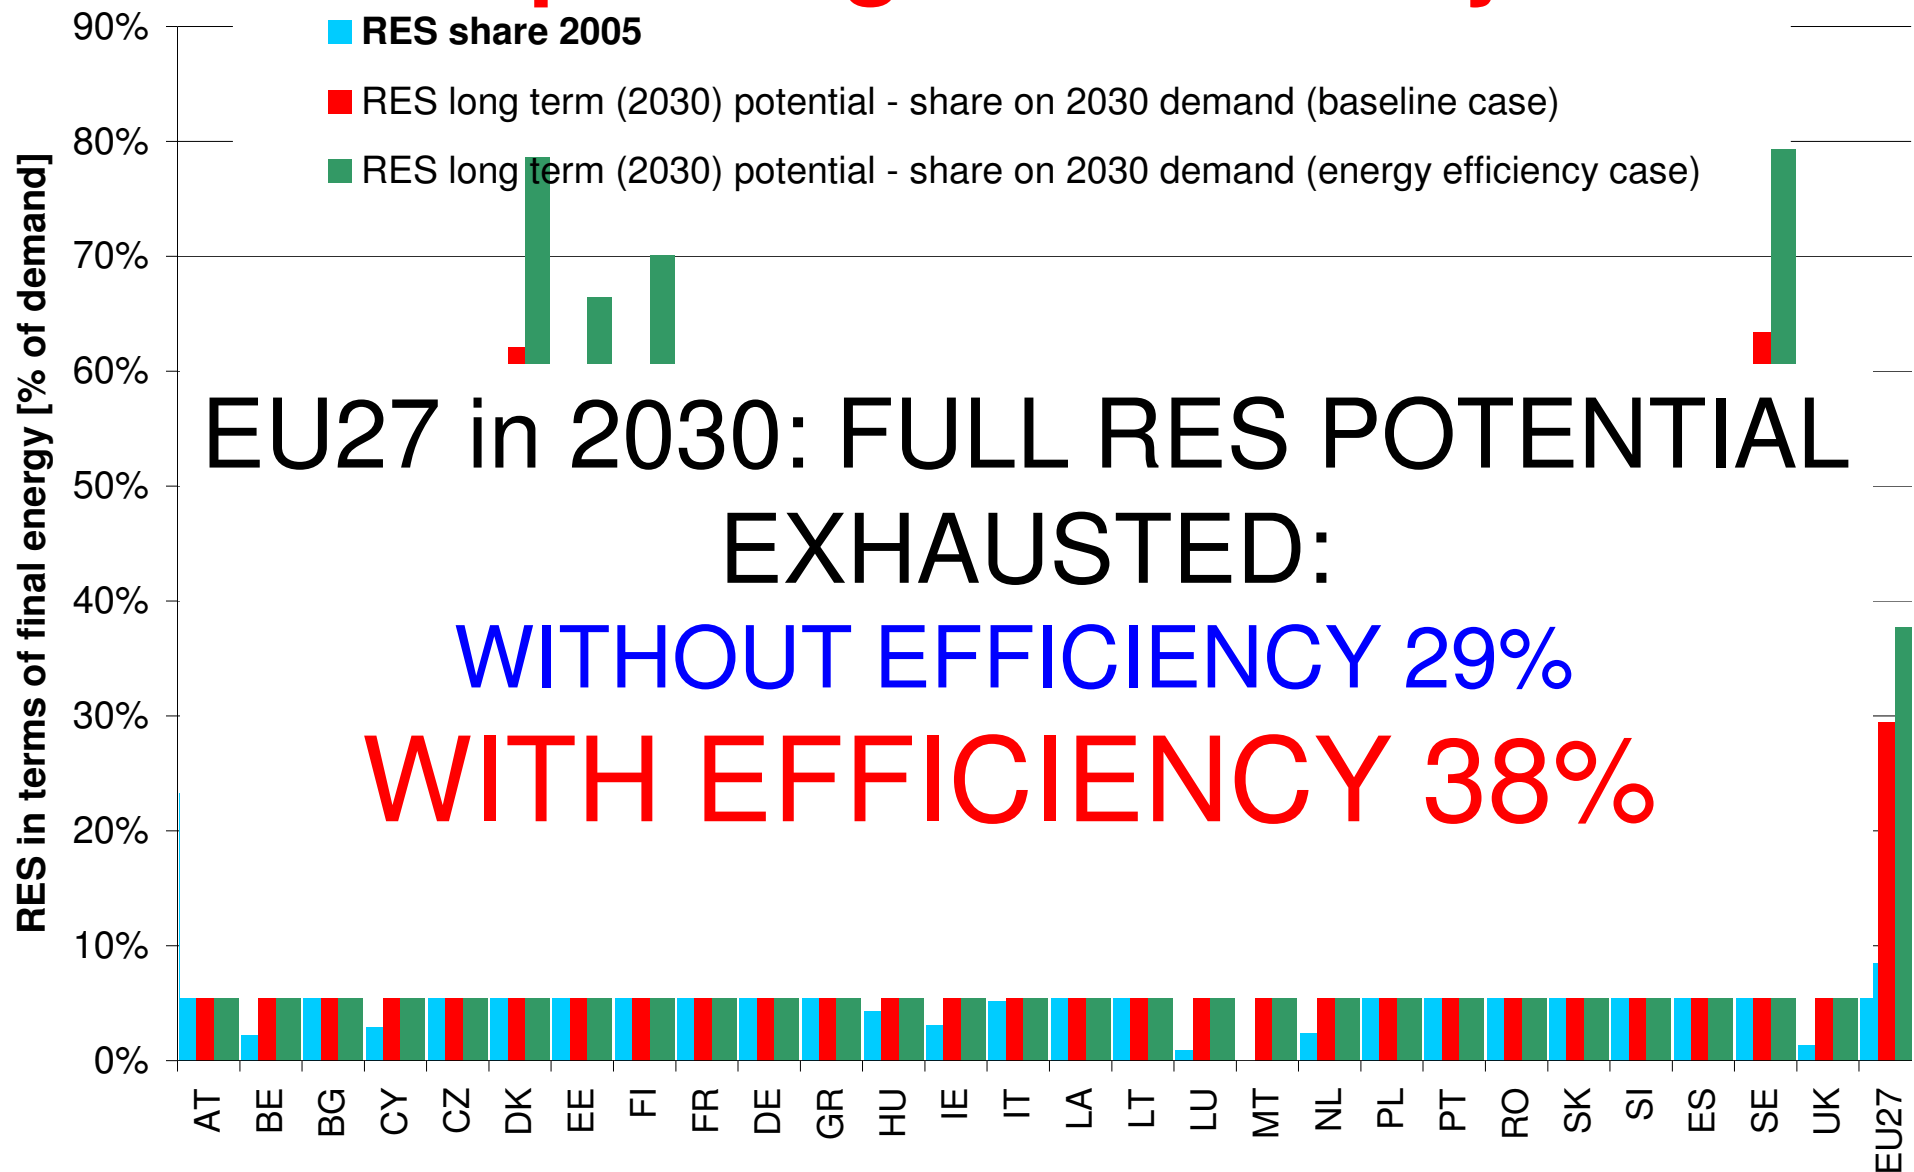 90%
RES share 2005
RES long term (2030) potential - share on 2030 demand (baseline case)
80%
RES long term (2030) potential - share on 2030 demand (energy efficiency case)
70%
60%
50%
40%
30%
20%
10%
0%
RES in terms of final energy [% of demand]
EU27 in 2030: FULL RES POTENTIAL
EXHAUSTED:
WITHOUT EFFICIENCY 29%
WITH EFFICIENCY 38%
AT BE BG CY CZ DK EE FI FR DE GR HU IE IT LA LT LU MT NL PL PT RO SK SI ES SE UK EU27